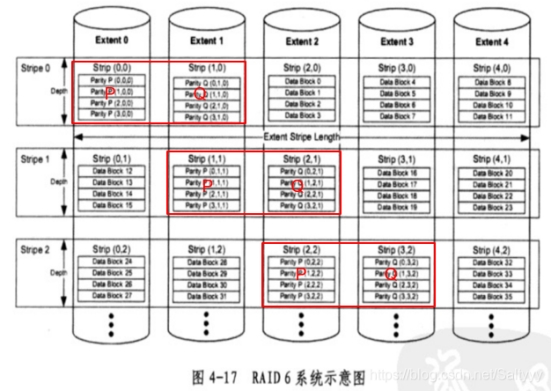 Extent 0 Extent 1 Extent 2 Extent 3 Extent 4
Stripe 0
Depth
Strip (0,0) Strip (1,0) Strip (2,0) Strip (3,0) Strip (4,0)
Parity P (0,0,0) Parity Q (0,1,0) Data Block 0 Data Block 4 Data Block 8
Parity P (1,0,0) Parity Q (1,1,0) Data Block 1 Data Block 5 Data Block 9
Parity P (2,0,0) Parity Q (2,1,0) Data Block 2 Data Block 6 Data Block 10
Parity P (3,0,0) Parity Q (3,1,0) Data Block 3 Data Block 7 Data Block 11
Extent Stripe Length
Stripe 1
Depth
Strip (0,1) Strip (1,1) Strip (2,1) Strip (3,1) Strip (4,1)
Data Block 12 Parity P (0,1,1) Parity Q (0,2,1) Data Block 16 Data Block 20
Data Block 13 Parity P (1,1,1) Parity Q (1,2,1) Data Block 17 Data Block 21
Data Block 14 Parity P (2,1,1) Parity Q (2,2,1) Data Block 18 Data Block 22
Data Block 15 Parity P (3,1,1) Parity Q (3,2,1) Data Block 19 Data Block 23
Stripe 2
Depth
Strip (0,2) Strip (1,2) Strip (2,2) Strip (3,2) Strip (4,2)
Data Block 24 Data Block 28 Parity P (0,2,2) Parity Q (0,3,2) Data Block 32
Data Block 25 Data Block 29 Parity P (1,2,2) Parity Q (1,3,2) Data Block 33
Data Block 26 Data Block 30 Parity P (2,2,2) Parity Q (2,3,2) Data Block 34
Data Block 27 Data Block 31 Parity P (3,2,2) Parity Q (3,3,2) Data Block 35
图 4-17 RAID 6 系统示意图